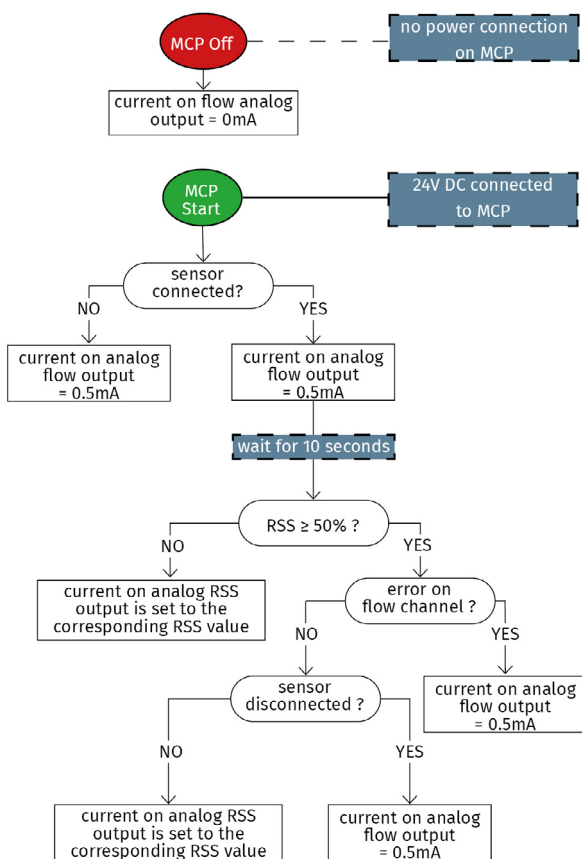 MCP Off
no power connection
on MCP
current on flow analog
output = 0mA
MCP
Start
24V DC connected
to MCP
sensor
connected?
NO
YES
current on analog
flow output
= 0.5mA
current on analog
flow output
= 0.5mA
wait for 10 seconds
RSS ≥ 50% ?
NO
YES
current on analog RSS
output is set to the
corresponding RSS value
error on
flow channel ?
NO
YES
sensor
disconnected ?
current on analog
flow output
= 0.5mA
NO
YES
current on analog RSS
output is set to the
corresponding RSS value
current on analog
flow output
= 0.5mA